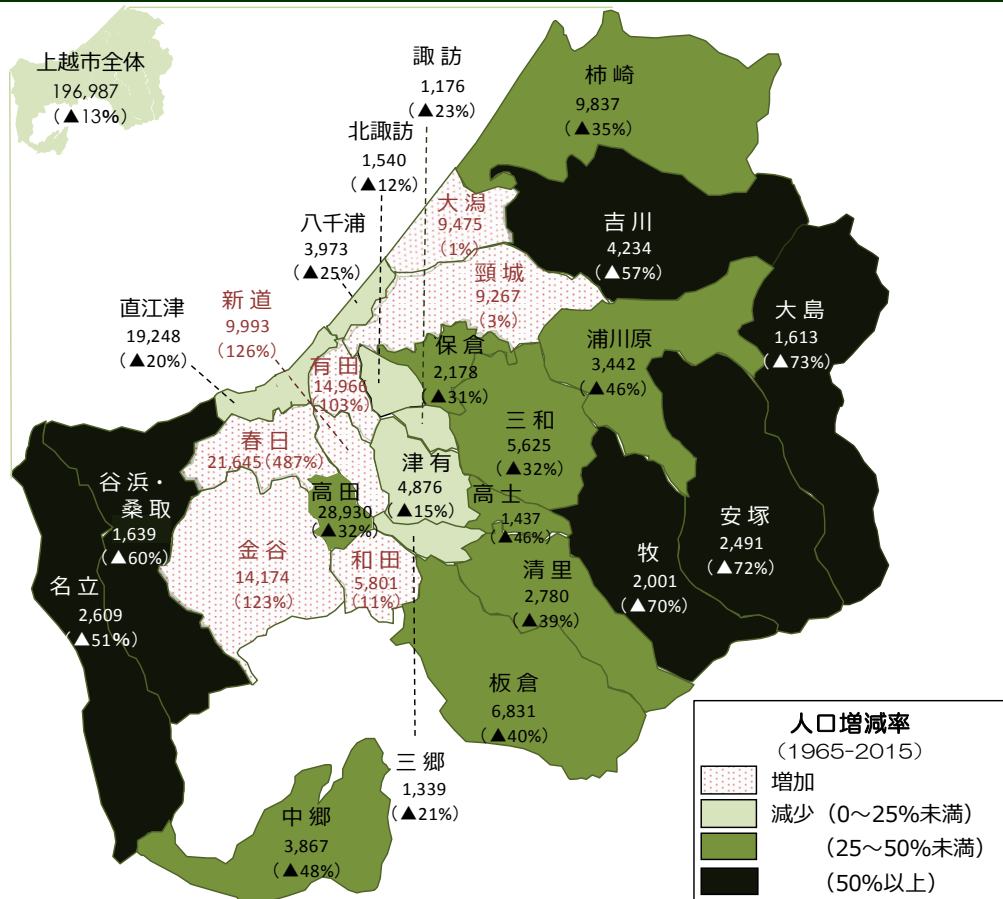 上越市全体
196,987
(▲13%)
諏訪
1,176
(▲23%)
北諏訪
1,540
(▲12%)
八千浦
3,973
(▲25%)
直江津
19,248
(▲20%)
新道
9,993
(126%)
柿崎
9,837
(▲35%)
大潟
9,475
(1%)
吉川
4,234
(▲57%)
頸城
9,267
(3%)
大島
1,613
(▲73%)
浦川原
3,442
(▲46%)
保倉
2,178
(▲31%)
有田
14,966
(103%)
三和
5,625
(▲32%)
春日
21,645(487%)
津有
4,876
(▲15%)
高田
28,930
(▲32%)
高士
1,437
(▲46%)
谷浜・
桑取
1,639
(▲60%)
金谷
14,174
(123%)
和田
5,801
(11%)
安塚
2,491
(▲72%)
牧
2,001
(▲70%)
清里
2,780
(▲39%)
名立
2,609
(▲51%)
板倉
6,831
(▲40%)
三郷
1,339
(▲21%)
中郷
3,867
(▲48%)
人口増減率
(1965-2015)
増加
減少(0～25%未満)
(25～50%未満)
(50%以上)